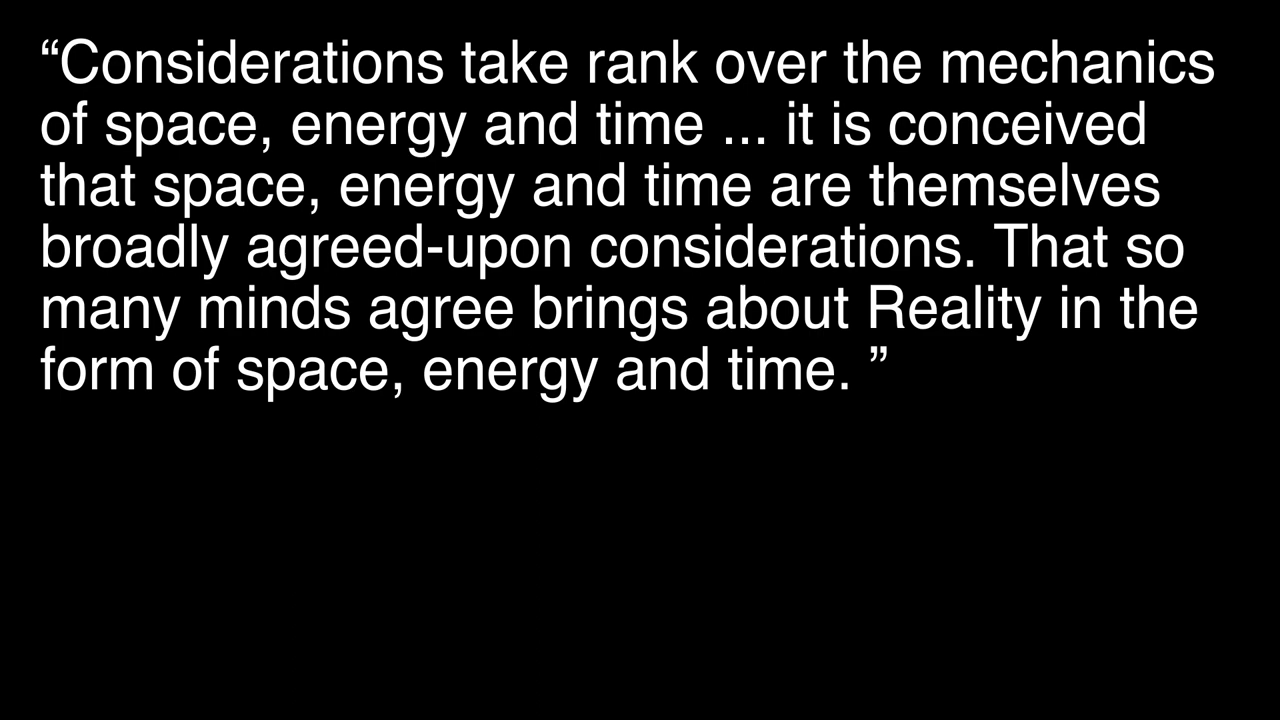 “Considerations take rank over the mechanics
of space, energy and time ... it is conceived
that space, energy and time are themselves
broadly agreed-upon considerations. That so
many minds agree brings about Reality in the
form of space, energy and time. ”